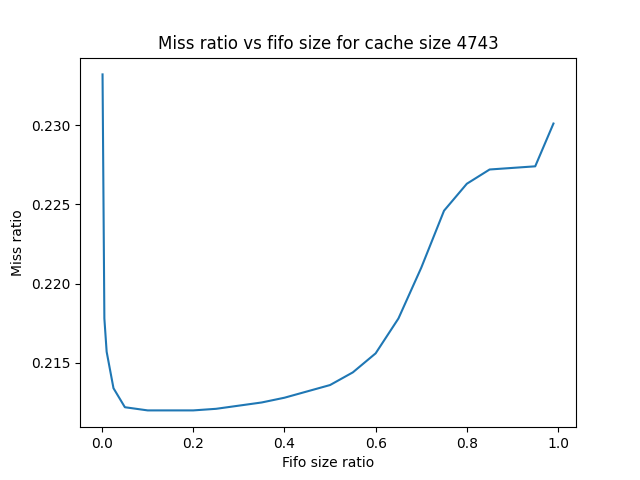 Miss ratio vs fifo size for cache size 4743
0.230
0.225
0.220
0.215
Miss ratio
0.0 0.2 0.4 0.6 0.8 1.0
Fifo size ratio